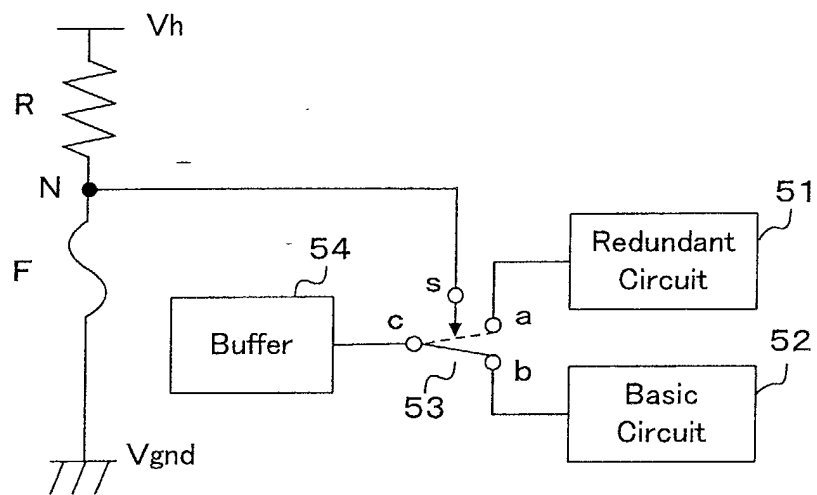 Vh
R
N
F
Vgnd
54
Buffer
s
c
a
b
53
51
Redundant
Circuit
52
Basic
Circuit